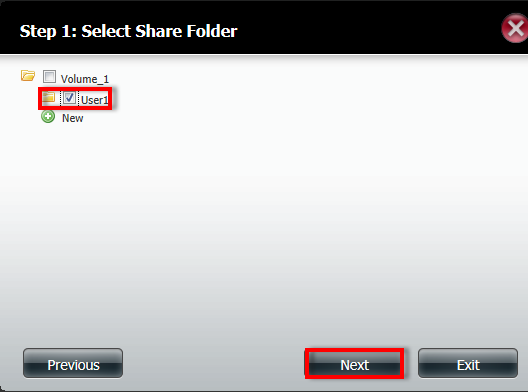 Step 1: Select Share Folder
Volume_1
User1
New
Previous Next Exit